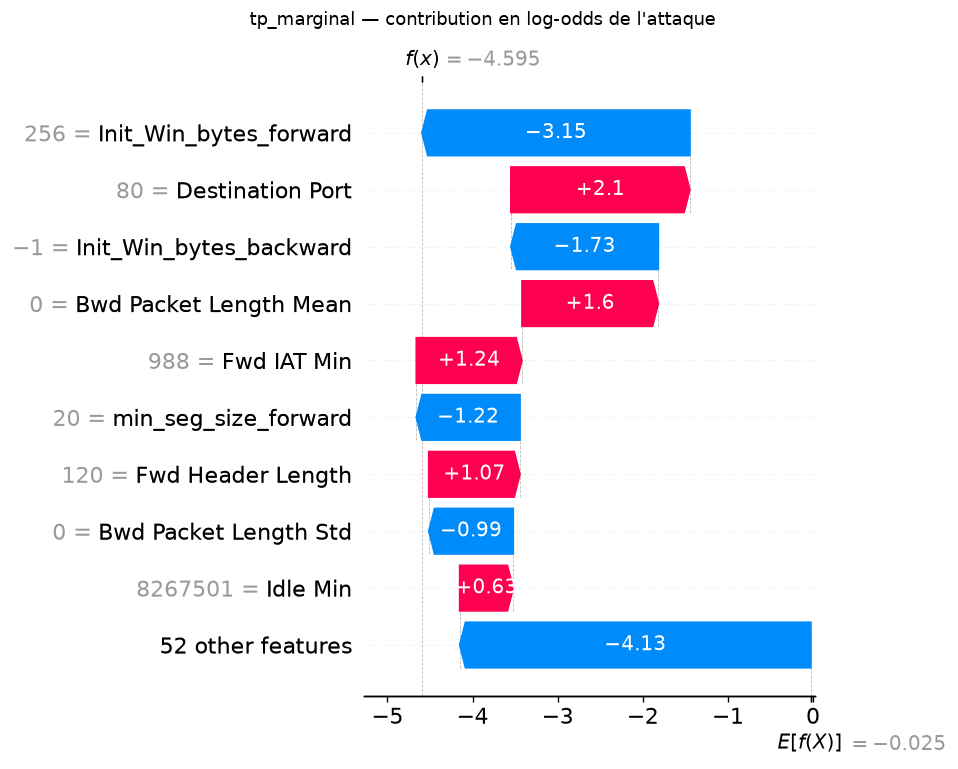 tp_marginal — contribution en log-odds de l'attaque
f(x) = −4.595
256 = Init_Win_bytes_forward −3.15
80 = Destination Port +2.1
−1 = Init_Win_bytes_backward −1.73
0 = Bwd Packet Length Mean +1.6
988 = Fwd IAT Min +1.24
20 = min_seg_size_forward −1.22
120 = Fwd Header Length +1.07
0 = Bwd Packet Length Std −0.99
8267501 = Idle Min +0.63
52 other features −4.13
−5 −4 −3 −2 −1 0
E[f(X)] = −0.025